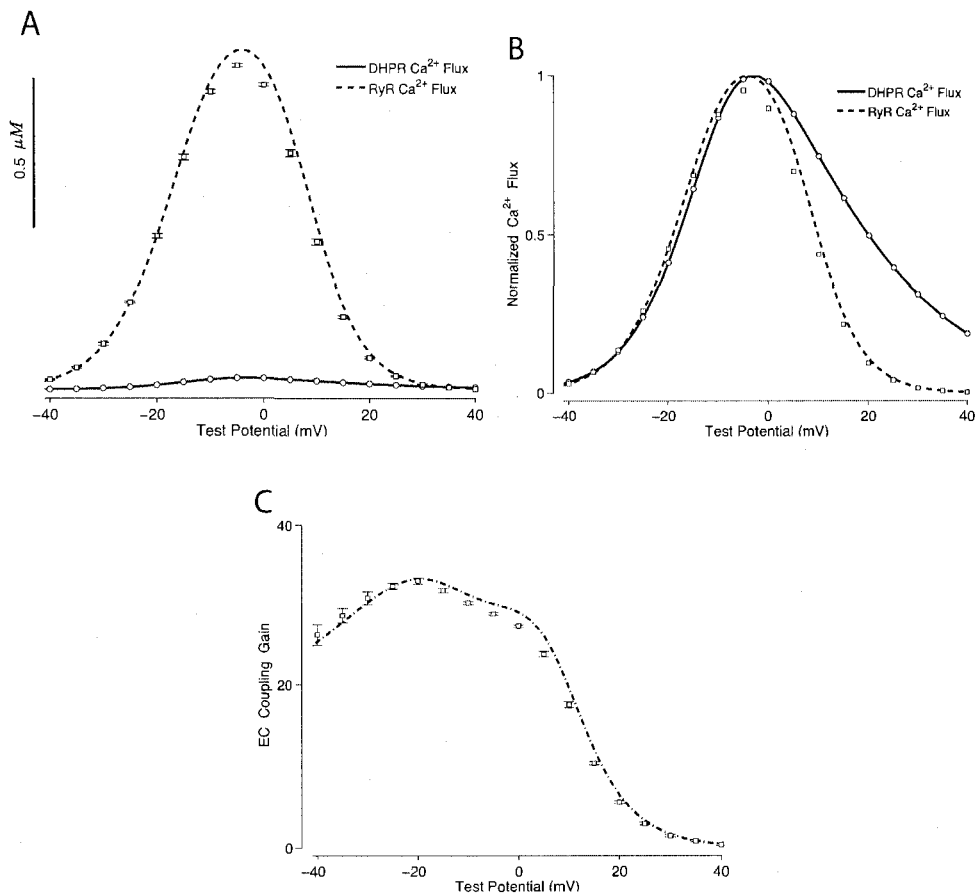 A
DHPR Ca²⁺ Flux
RyR Ca²⁺ Flux
0.5 μM
−40 −20 0 20 40
Test Potential (mV)
B
DHPR Ca²⁺ Flux
RyR Ca²⁺ Flux
1
0.5
0
Normalized Ca²⁺ Flux
−40 −20 0 20 40
Test Potential (mV)
C
40
20
0
EC Coupling Gain
−40 −20 0 20 40
Test Potential (mV)